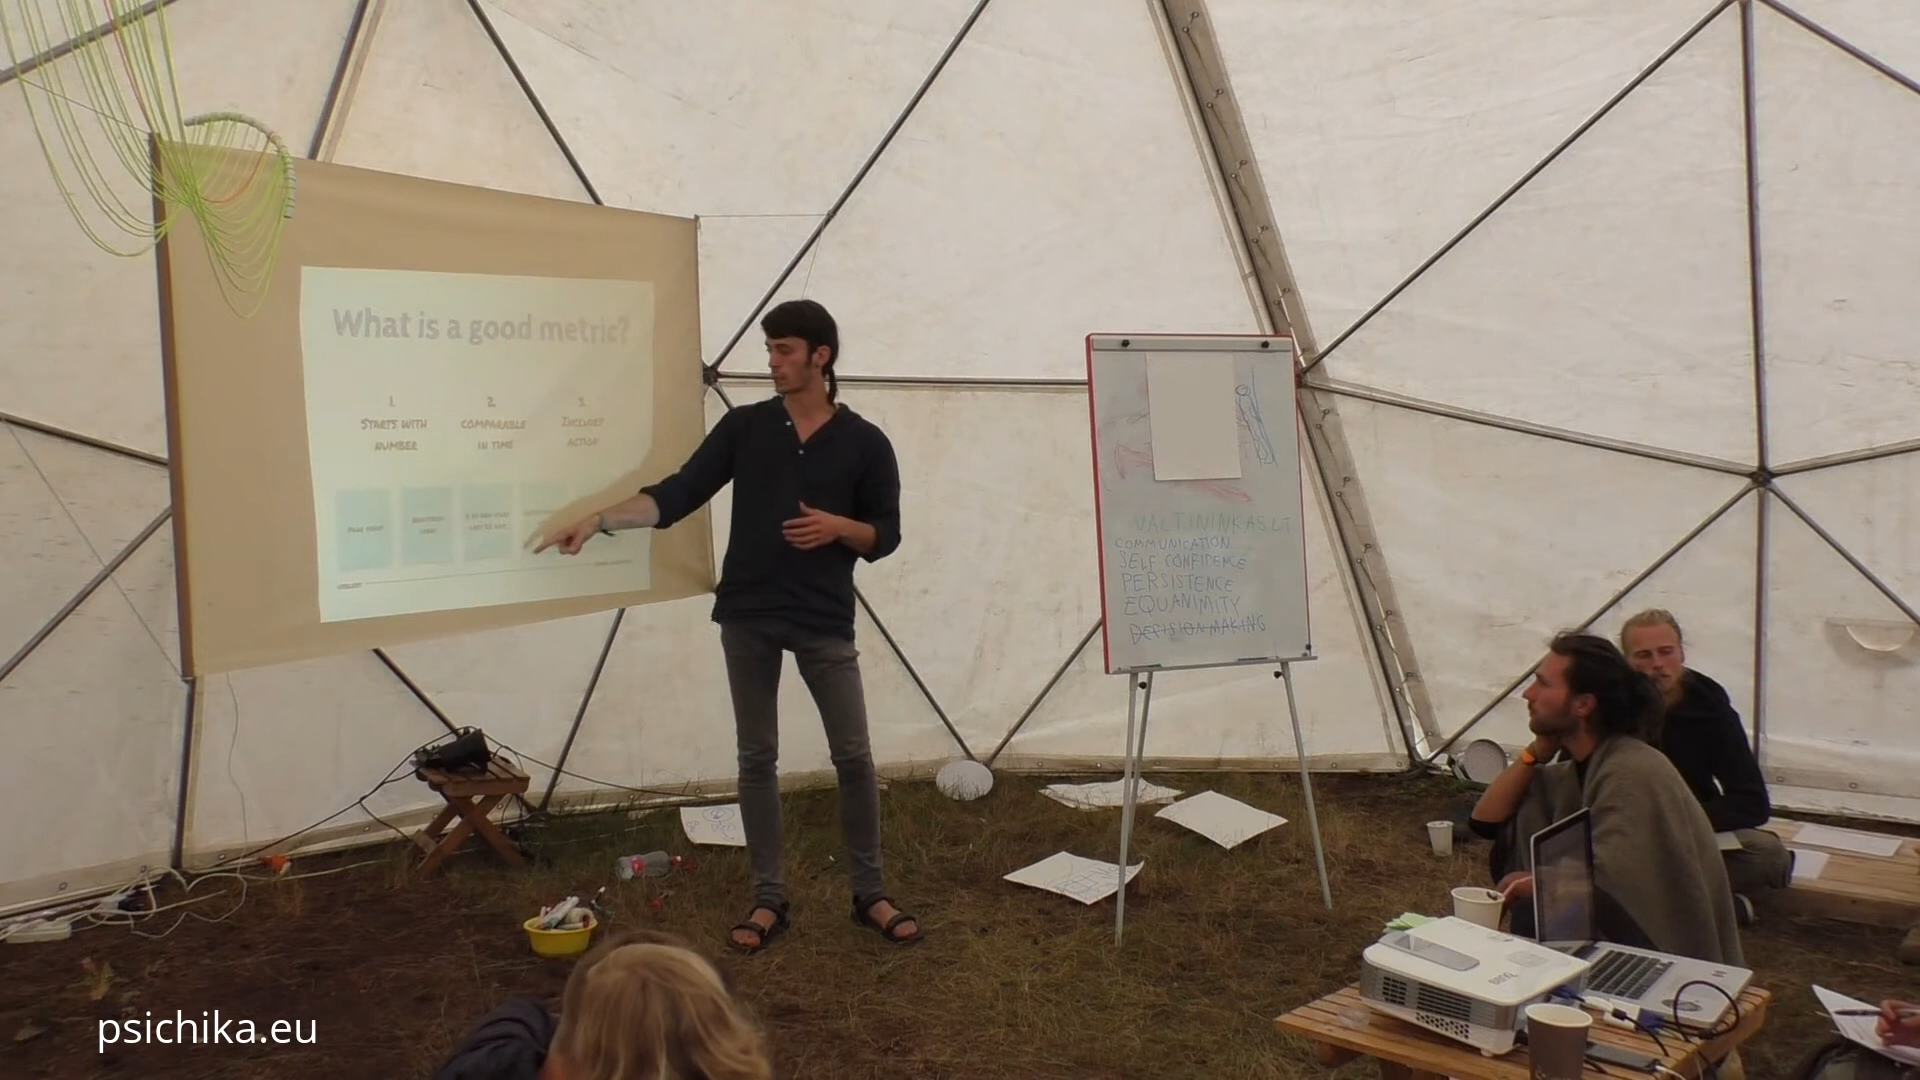 What is a good metric?
1.
STARTS WITH
NUMBER
2.
COMPARABLE
IN TIME
3.
INCLUDES
ACTION
VALTININKAS.LT
COMMUNICATION
SELF CONFIDENCE
PERSISTENCE
EQUANIMITY
DECISION MAKING
BENQ
psichika.eu